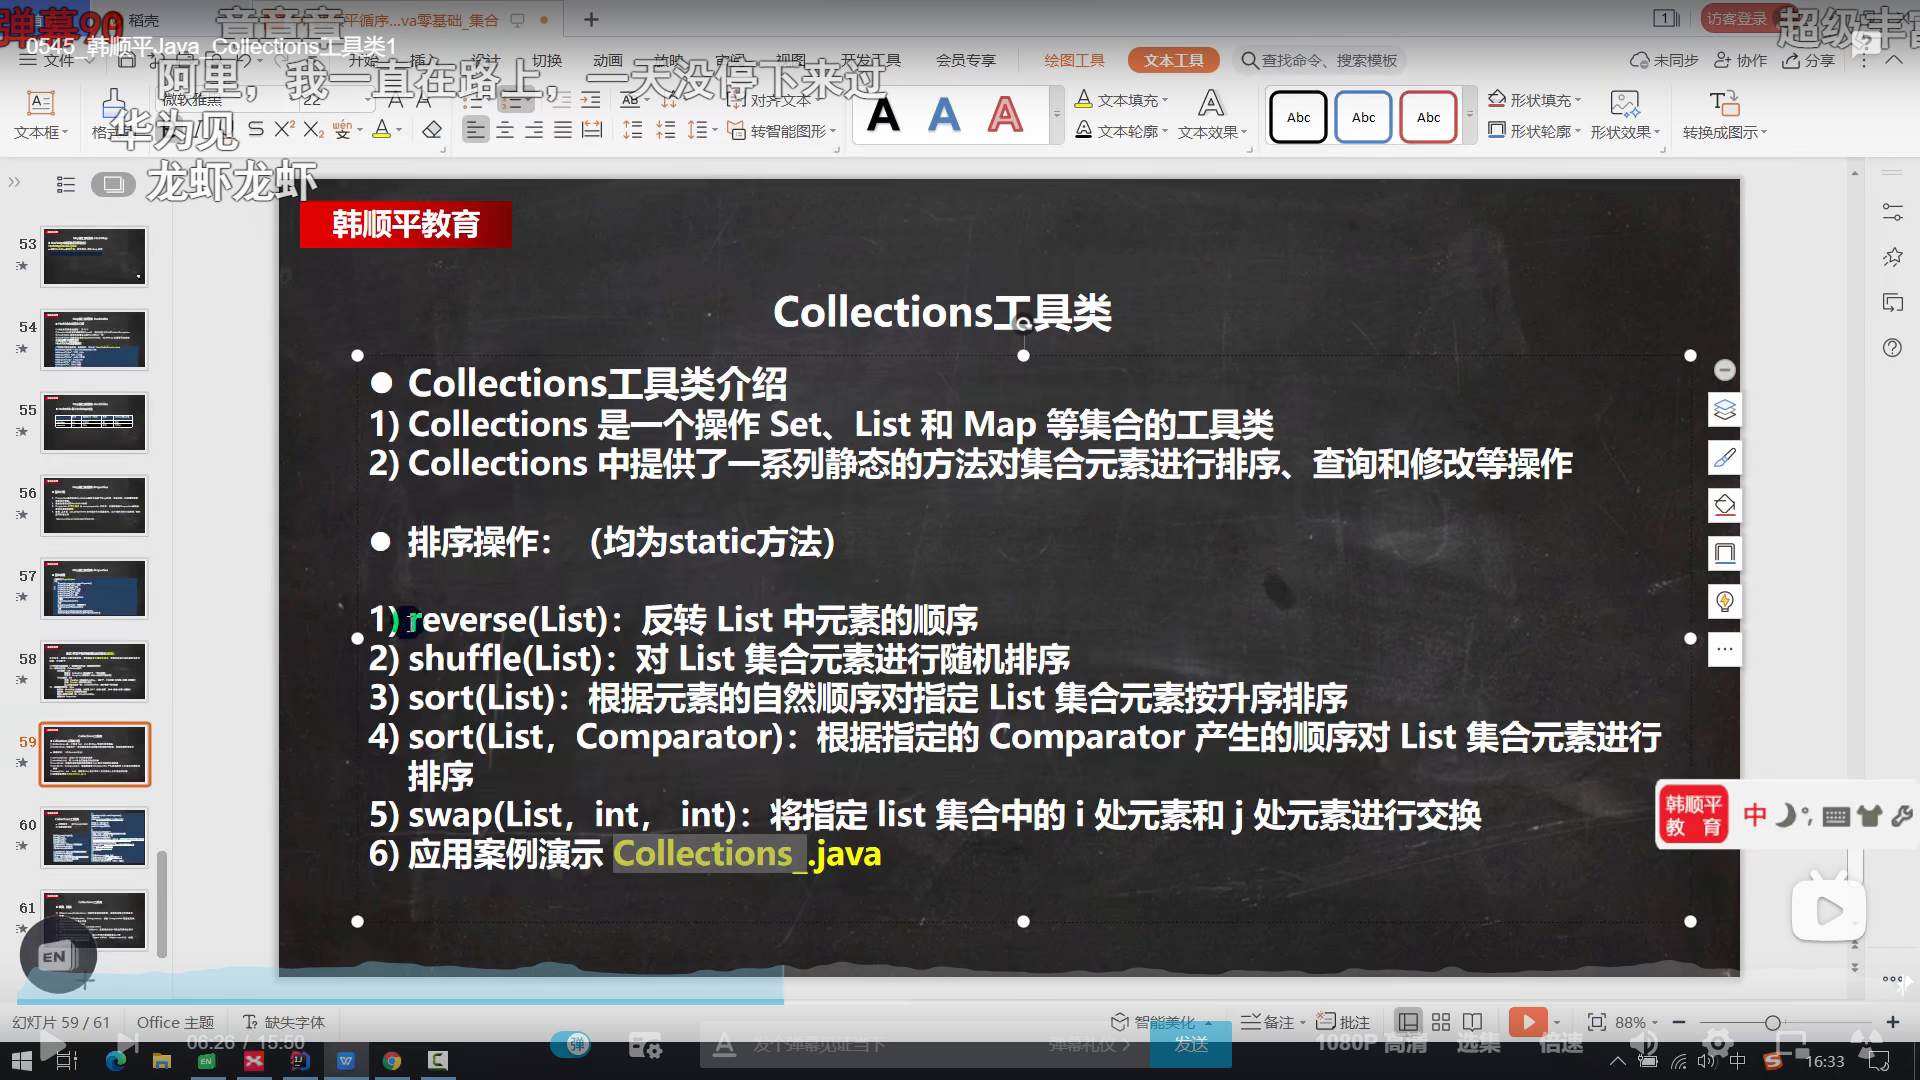 弹幕90
稻壳
音音音
平循序...va零基础_集合
1
访客登录
超级丰富
0545_韩顺平Java_Collections工具类1
文件
开始
插入
设计
切换
动画
放映
审阅
视图
开发工具
会员专享
绘图工具
文本工具
查找命令、搜索模板
未同步
协作
分享
阿里，我一直在路上，一天没停下来过
微软雅黑
22
对齐文本
文本填充
形状填充
文本框
格式
华为见
转智能图形
文本轮廓
文本效果
Abc
Abc
Abc
形状轮廓
形状效果
转换成图示
龙虾龙虾
53
54
55
56
57
58
59
60
61
韩顺平教育
Collections工具类
● Collections工具类介绍
1) Collections 是一个操作 Set、List 和 Map 等集合的工具类
2) Collections 中提供了一系列静态的方法对集合元素进行排序、查询和修改等操作
● 排序操作：（均为static方法）
1) reverse(List)：反转 List 中元素的顺序
2) shuffle(List)：对 List 集合元素进行随机排序
3) sort(List)：根据元素的自然顺序对指定 List 集合元素按升序排序
4) sort(List，Comparator)：根据指定的 Comparator 产生的顺序对 List 集合元素进行
排序
5) swap(List，int， int)：将指定 list 集合中的 i 处元素和 j 处元素进行交换
6) 应用案例演示 Collections_.java
韩顺平
教 育
中
EN
幻灯片 59 / 61
Office 主题
缺失字体
智能美化
备注
批注
88%
06:26 / 15:50
弹
发个弹幕见证当下
弹幕礼仪
发送
1080P 高清
选集
倍速
中
16:33